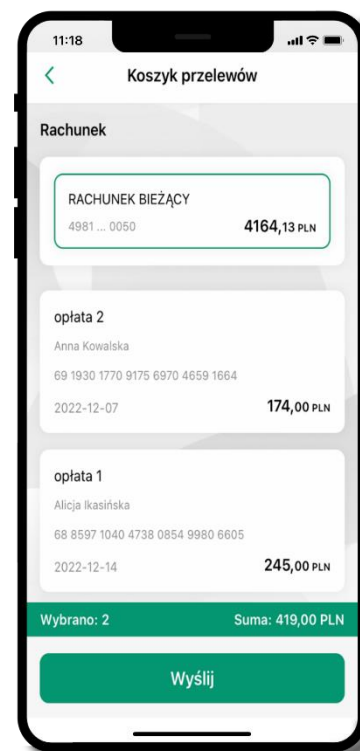 11:18
Koszyk przelewów
Rachunek
RACHUNEK BIEŻĄCY
4981 ... 0050 4164,13 PLN
opłata 2
Anna Kowalska
69 1930 1770 9175 6970 4659 1664
2022-12-07 174,00 PLN
opłata 1
Alicja Ikasińska
68 8597 1040 4738 0854 9980 6605
2022-12-14 245,00 PLN
Wybrano: 2 Suma: 419,00 PLN
Wyślij